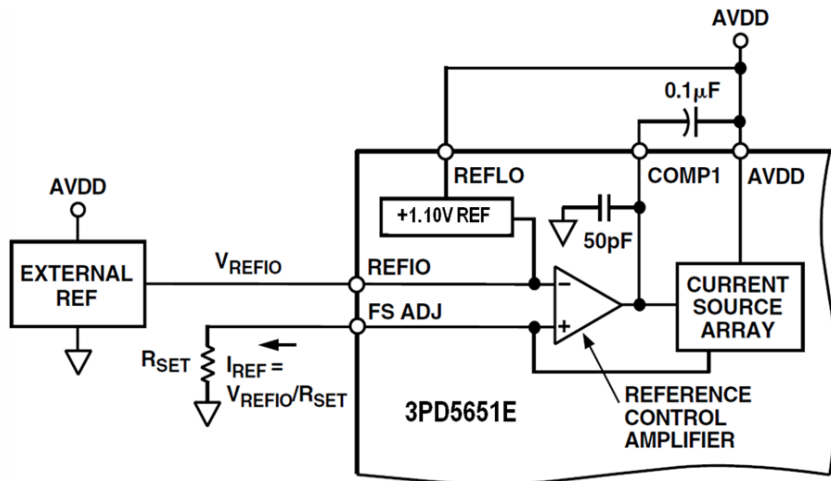 AVDD
0.1μF
REFLO
COMP1
AVDD
AVDD
+1.10V REF
50pF
EXTERNAL
REF
VREFIO
REFIO
FS ADJ
CURRENT
SOURCE
ARRAY
RSET
IREF =
VREFIO/RSET
3PD5651E
REFERENCE
CONTROL
AMPLIFIER
−
+